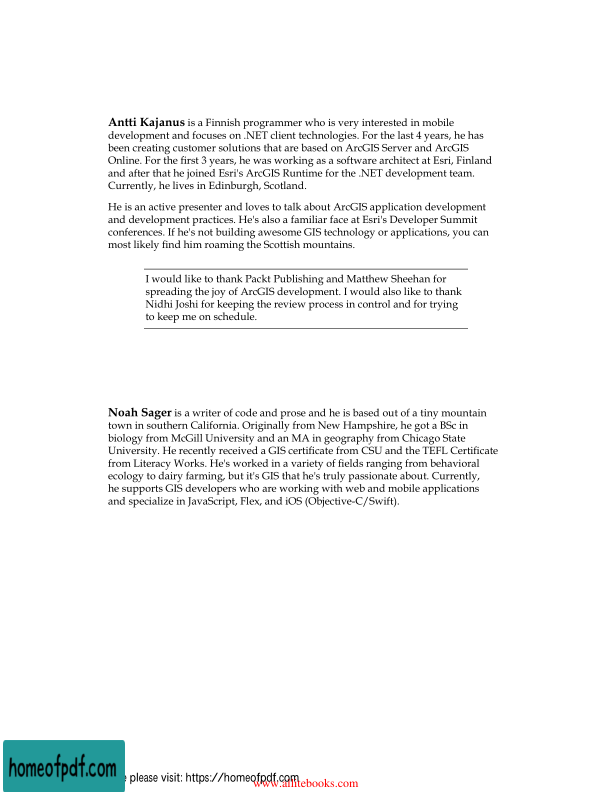 Antti Kajanus is a Finnish programmer who is very interested in mobile
development and focuses on .NET client technologies. For the last 4 years, he has
been creating customer solutions that are based on ArcGIS Server and ArcGIS
Online. For the first 3 years, he was working as a software architect at Esri, Finland
and after that he joined Esri's ArcGIS Runtime for the .NET development team.
Currently, he lives in Edinburgh, Scotland.
He is an active presenter and loves to talk about ArcGIS application development
and development practices. He's also a familiar face at Esri's Developer Summit
conferences. If he's not building awesome GIS technology or applications, you can
most likely find him roaming the Scottish mountains.
I would like to thank Packt Publishing and Matthew Sheehan for
spreading the joy of ArcGIS development. I would also like to thank
Nidhi Joshi for keeping the review process in control and for trying
to keep me on schedule.
Noah Sager is a writer of code and prose and he is based out of a tiny mountain
town in southern California. Originally from New Hampshire, he got a BSc in
biology from McGill University and an MA in geography from Chicago State
University. He recently received a GIS certificate from CSU and the TEFL Certificate
from Literacy Works. He's worked in a variety of fields ranging from behavioral
ecology to dairy farming, but it's GIS that he's truly passionate about. Currently,
he supports GIS developers who are working with web and mobile applications
and specialize in JavaScript, Flex, and iOS (Objective-C/Swift).
homeofpdf.com
please visit: https://homeofpdf.com
www.allitebooks.com